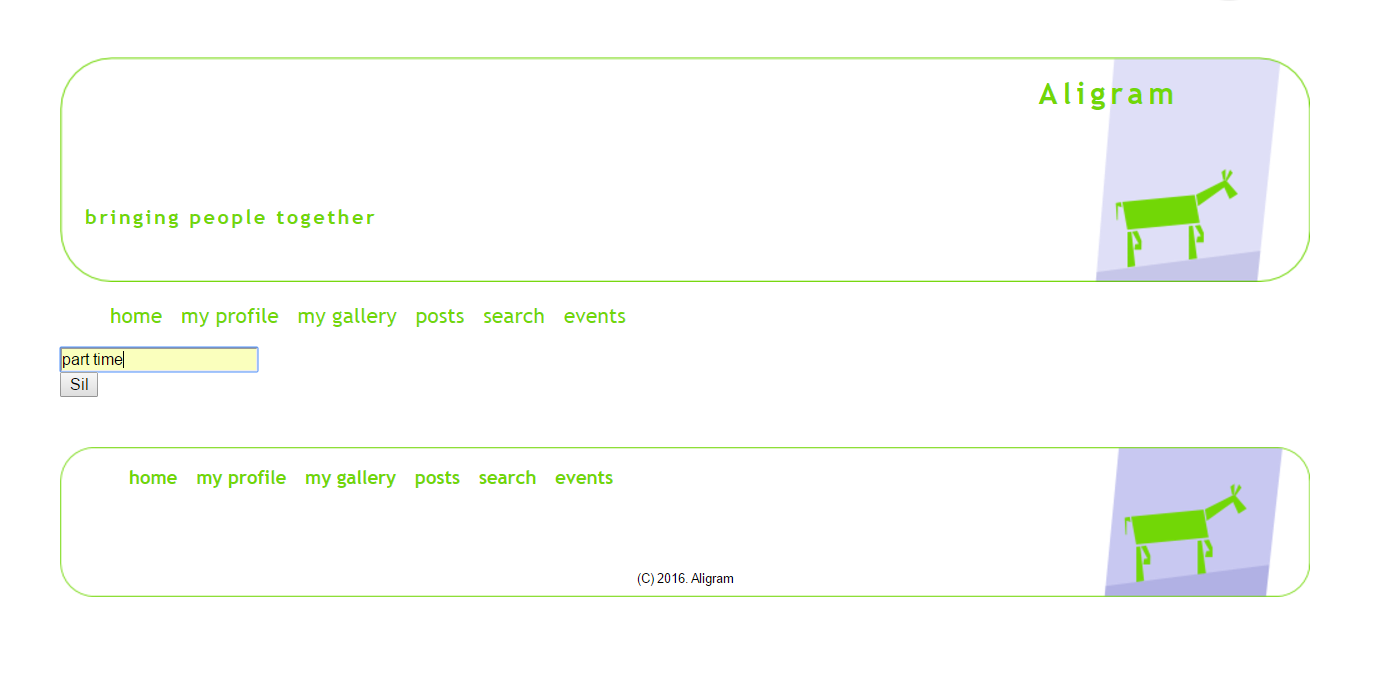 Aligram
bringing people together
home my profile my gallery posts search events
part time
Sil
home my profile my gallery posts search events
(C) 2016. Aligram